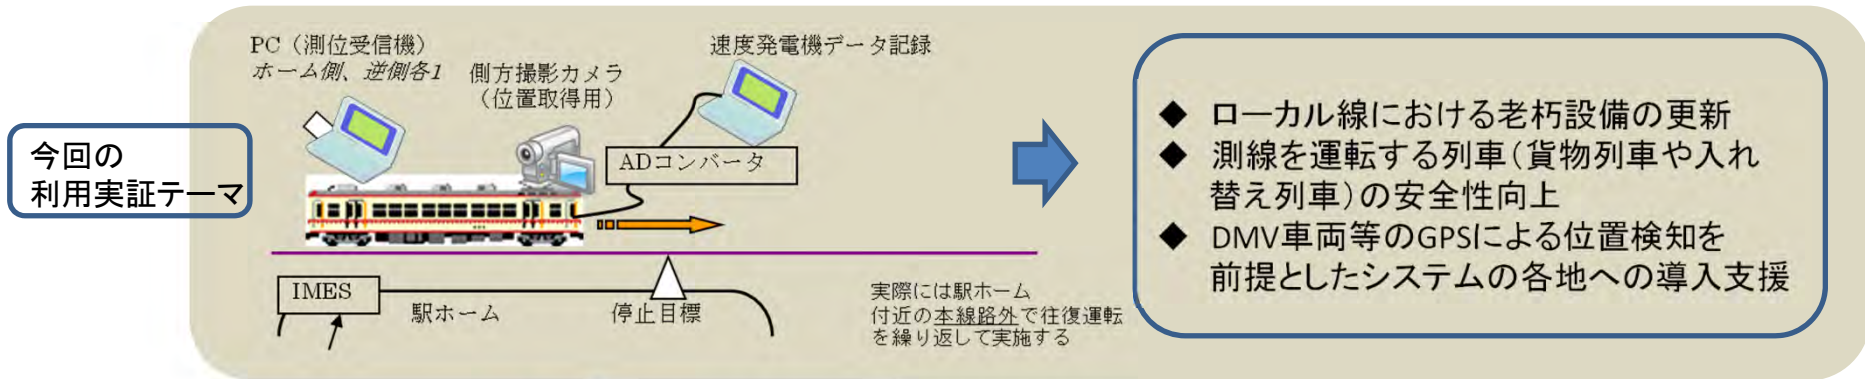 今回の
利用実証テーマ
PC（測位受信機）
ホーム側、逆側各1
側方撮影カメラ
（位置取得用）
速度発電機データ記録
ADコンバータ
IMES
駅ホーム
停止目標
実際には駅ホーム
付近の本線路外で往復運転
を繰り返して実施する
◆ ローカル線における老朽設備の更新
◆ 測線を運転する列車（貨物列車や入れ
替え列車）の安全性向上
◆ DMV車両等のGPSによる位置検知を
前提としたシステムの各地への導入支援